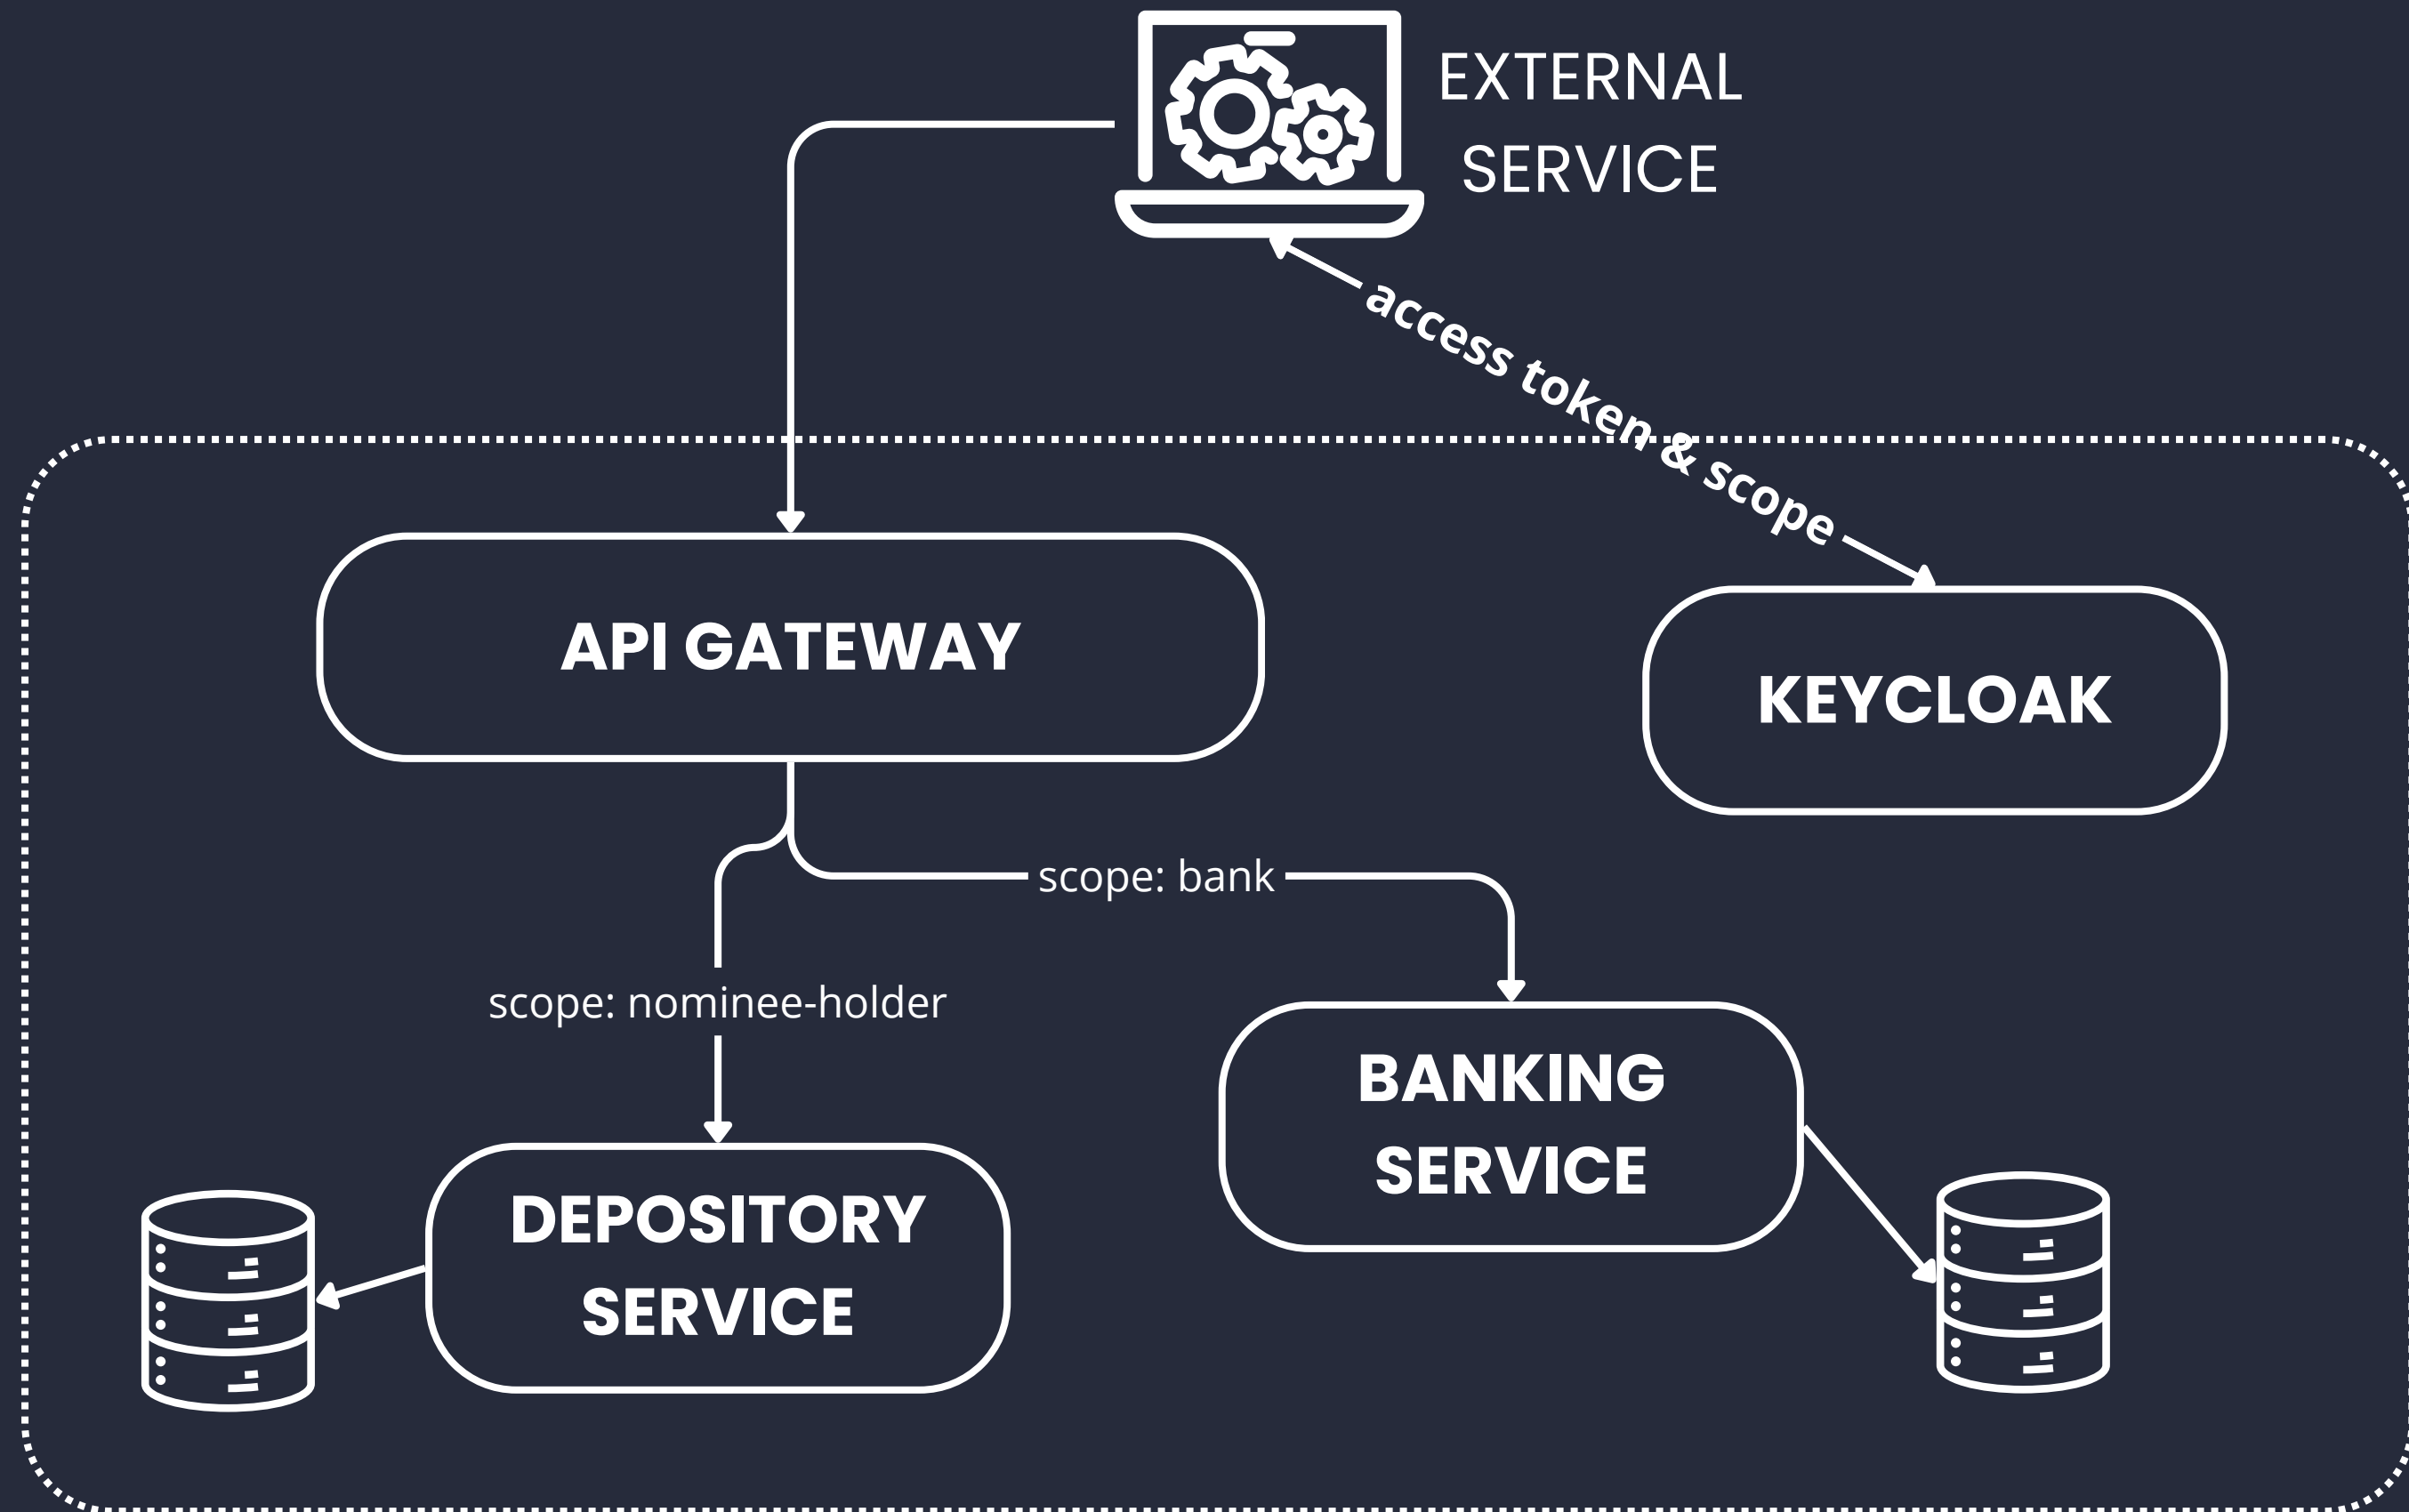 EXTERNAL
SERVICE
access token & scope
API GATEWAY
KEYCLOAK
scope: bank
scope: nominee-holder
BANKING
SERVICE
DEPOSITORY
SERVICE